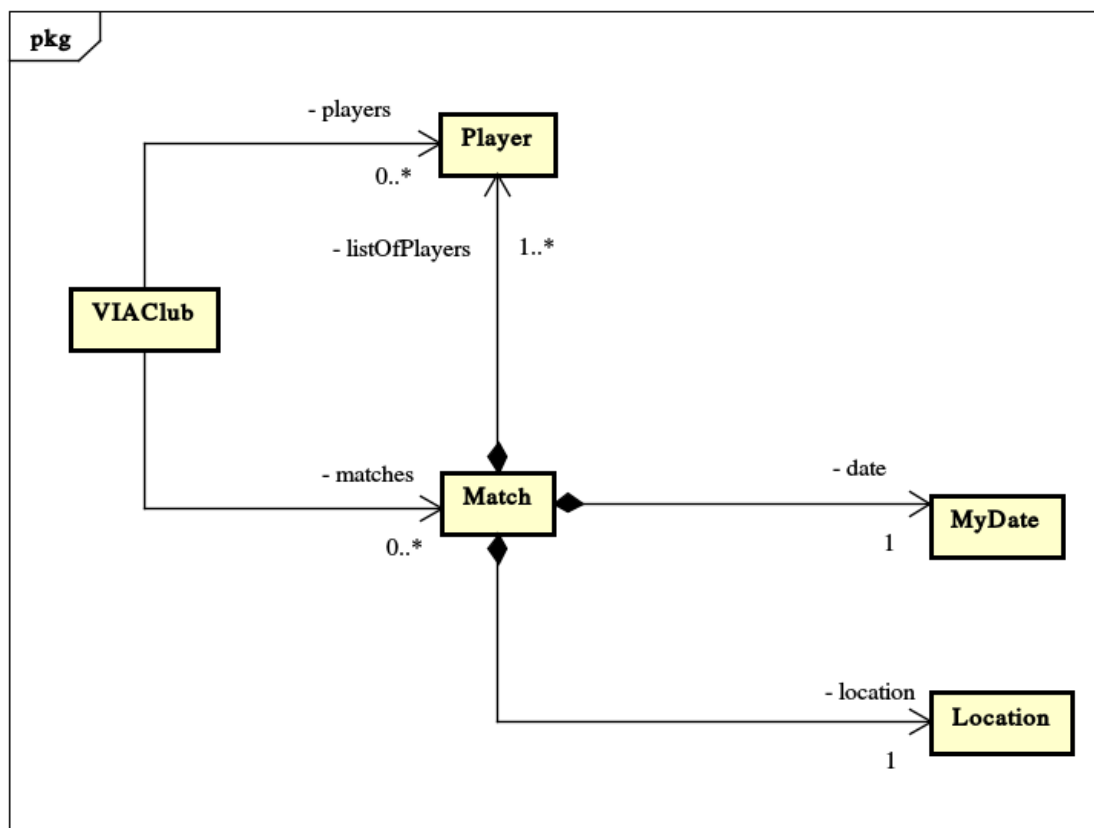 pkg
- players
Player
0..*
- listOfPlayers
1..*
VIAClub
- matches
- date
Match
MyDate
0..*
1
- location
Location
1